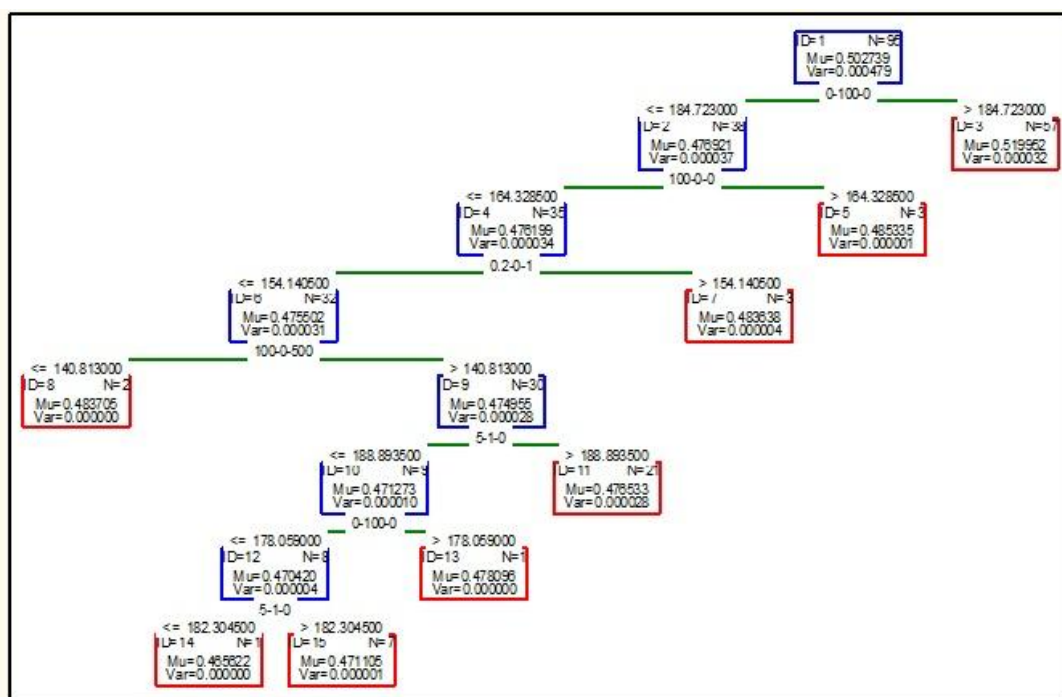 ID=1 N=95
Mu=0.502739
Var=0.000479
0-100-0
<= 184.723000 > 184.723000
ID=2 N=38 ID=3 N=57
Mu=0.476921 Mu=0.519952
Var=0.000037 Var=0.000032
100-0-0
<= 164.328500 > 164.328500
ID=4 N=35 ID=5 N=3
Mu=0.476199 Mu=0.485335
Var=0.000034 Var=0.000001
0.2-0-1
<= 154.140500 > 154.140500
ID=6 N=32 ID=7 N=3
Mu=0.475502 Mu=0.483638
Var=0.000031 Var=0.000004
100-0-500
<= 140.813000 > 140.813000
ID=8 N=2 ID=9 N=30
Mu=0.483705 Mu=0.474955
Var=0.000000 Var=0.000028
5-1-0
<= 188.893500 > 188.893500
ID=10 N=9 ID=11 N=21
Mu=0.471273 Mu=0.476533
Var=0.000010 Var=0.000028
0-100-0
<= 178.059000 > 178.059000
ID=12 N=8 ID=13 N=1
Mu=0.470420 Mu=0.478096
Var=0.000004 Var=0.000000
5-1-0
<= 182.304500 > 182.304500
ID=14 N=1 ID=15 N=7
Mu=0.465622 Mu=0.471105
Var=0.000000 Var=0.000001